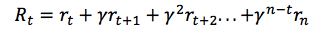 R_t = r_t + γr_{t+1} + γ^2r_{t+2}...+γ^{n-t}r_n